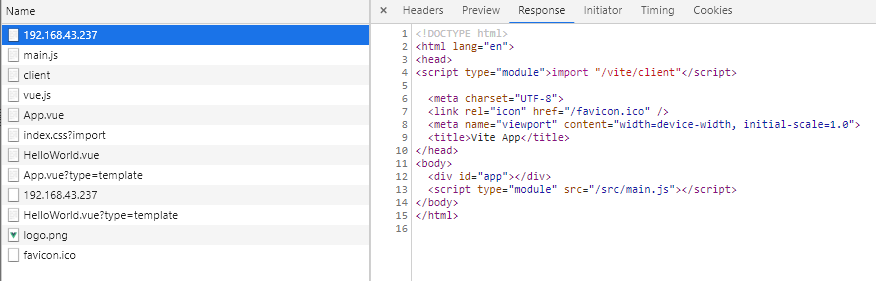 Name
192.168.43.237
main.js
client
vue.js
App.vue
index.css?import
HelloWorld.vue
App.vue?type=template
192.168.43.237
HelloWorld.vue?type=template
logo.png
favicon.ico
× Headers Preview Response Initiator Timing Cookies
1 <!DOCTYPE html>
2 <html lang="en">
3 <head>
4 <script type="module">import "/vite/client"</script>
5
6 <meta charset="UTF-8">
7 <link rel="icon" href="/favicon.ico" />
8 <meta name="viewport" content="width=device-width, initial-scale=1.0">
9 <title>Vite App</title>
10 </head>
11 <body>
12 <div id="app"></div>
13 <script type="module" src="/src/main.js"></script>
14 </body>
15 </html>
16